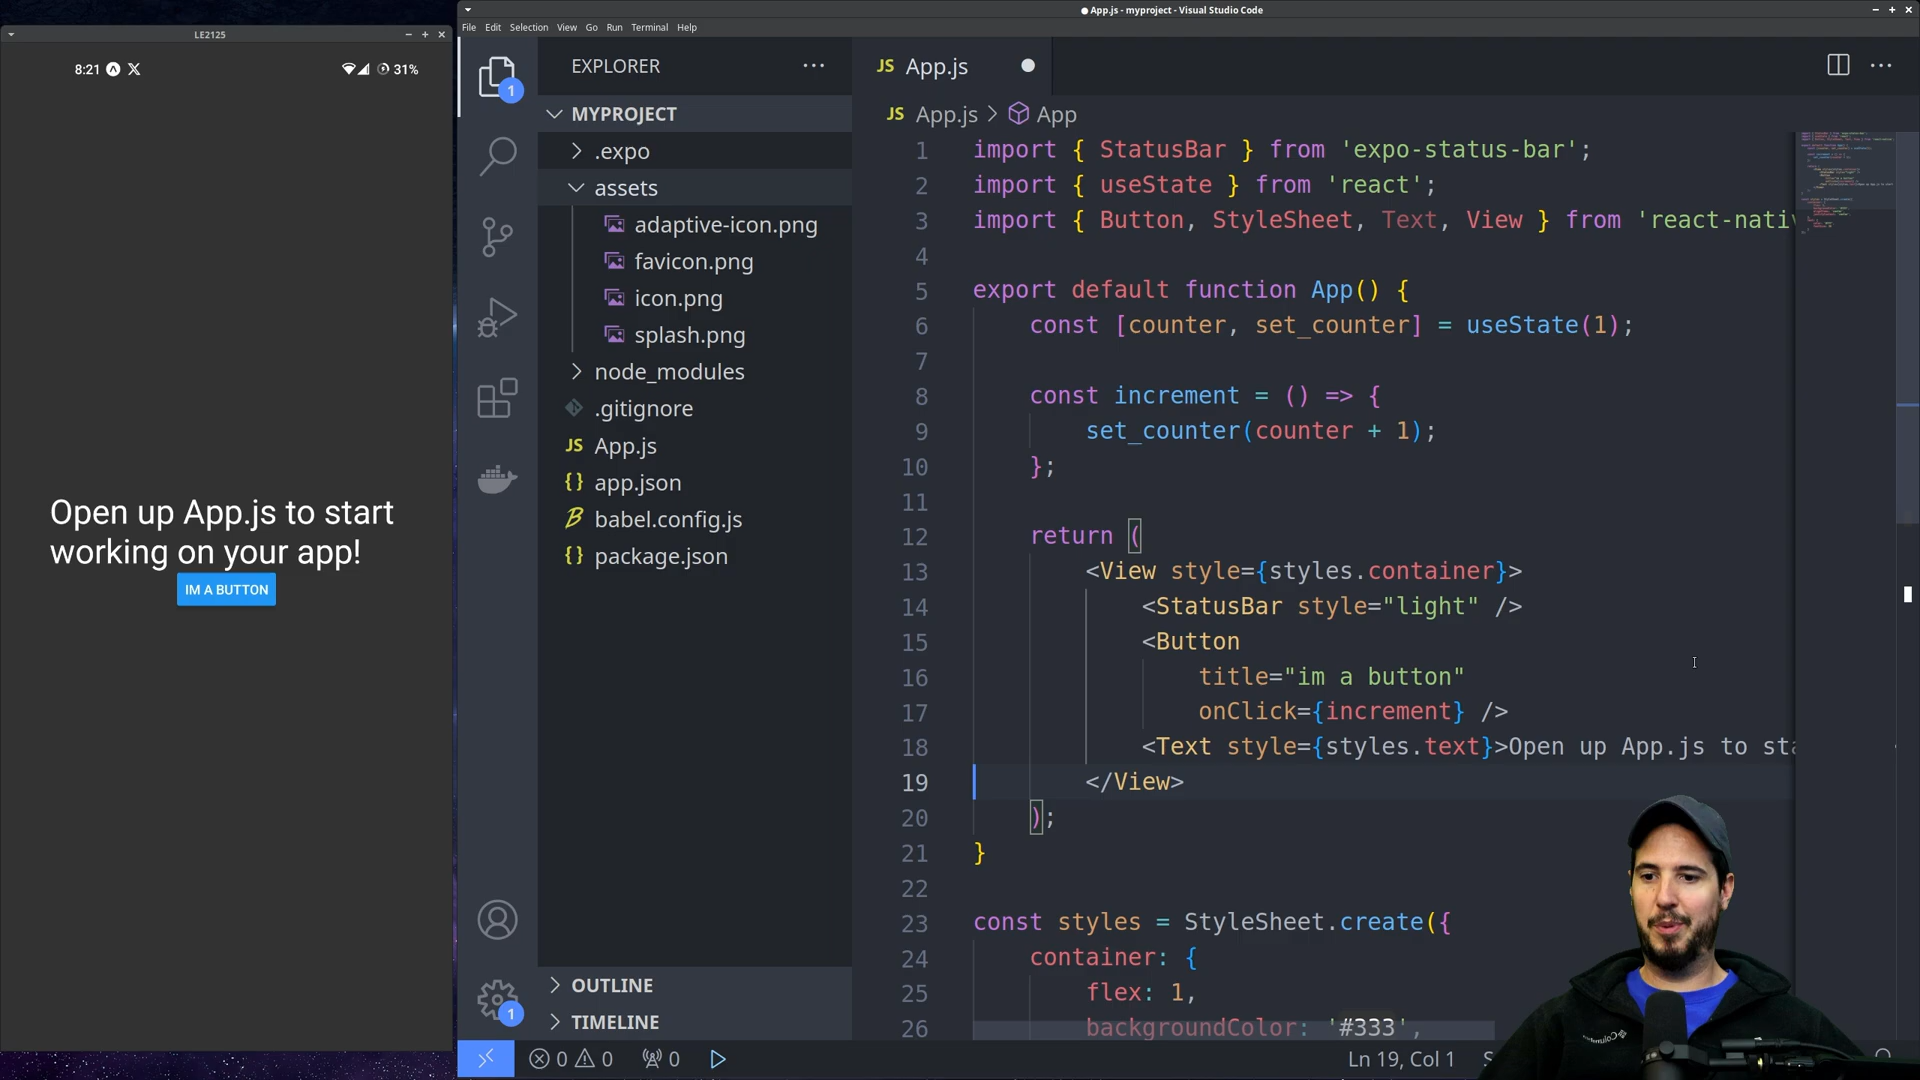 LE2125
8:21
31%
Open up App.js to start
working on your app!
IM A BUTTON
App.js - myproject - Visual Studio Code
File Edit Selection View Go Run Terminal Help
1
EXPLORER
MYPROJECT
.expo
assets
adaptive-icon.png
favicon.png
icon.png
splash.png
node_modules
.gitignore
JS App.js
{} app.json
babel.config.js
{} package.json
OUTLINE
TIMELINE
1
JS App.js
JS App.js > App
1 import { StatusBar } from 'expo-status-bar';
2 import { useState } from 'react';
3 import { Button, StyleSheet, Text, View } from 'react-nati
4
5 export default function App() {
6 const [counter, set_counter] = useState(1);
7
8 const increment = () => {
9 set_counter(counter + 1);
10 };
11
12 return (
13 <View style={styles.container}>
14 <StatusBar style="light" />
15 <Button
16 title="im a button"
17 onClick={increment} />
18 <Text style={styles.text}>Open up App.js to sta
19 </View>
20 );
21 }
22
23 const styles = StyleSheet.create({
24 container: {
25 flex: 1,
26 backgroundColor: '#333',
0 0 0
Ln 19, Col 1